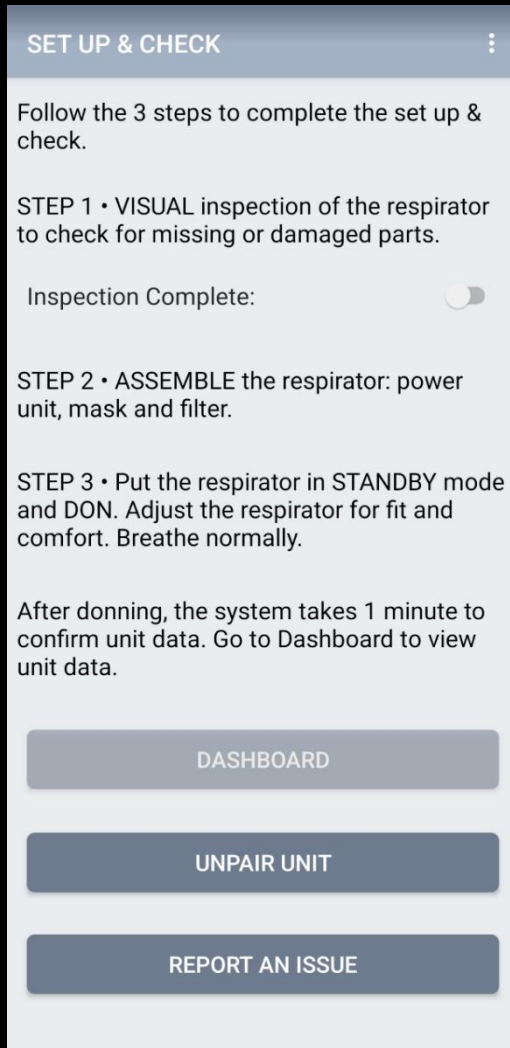 SET UP & CHECK
Follow the 3 steps to complete the set up &
check.
STEP 1 • VISUAL inspection of the respirator
to check for missing or damaged parts.
Inspection Complete:
STEP 2 • ASSEMBLE the respirator: power
unit, mask and filter.
STEP 3 • Put the respirator in STANDBY mode
and DON. Adjust the respirator for fit and
comfort. Breathe normally.
After donning, the system takes 1 minute to
confirm unit data. Go to Dashboard to view
unit data.
DASHBOARD
UNPAIR UNIT
REPORT AN ISSUE